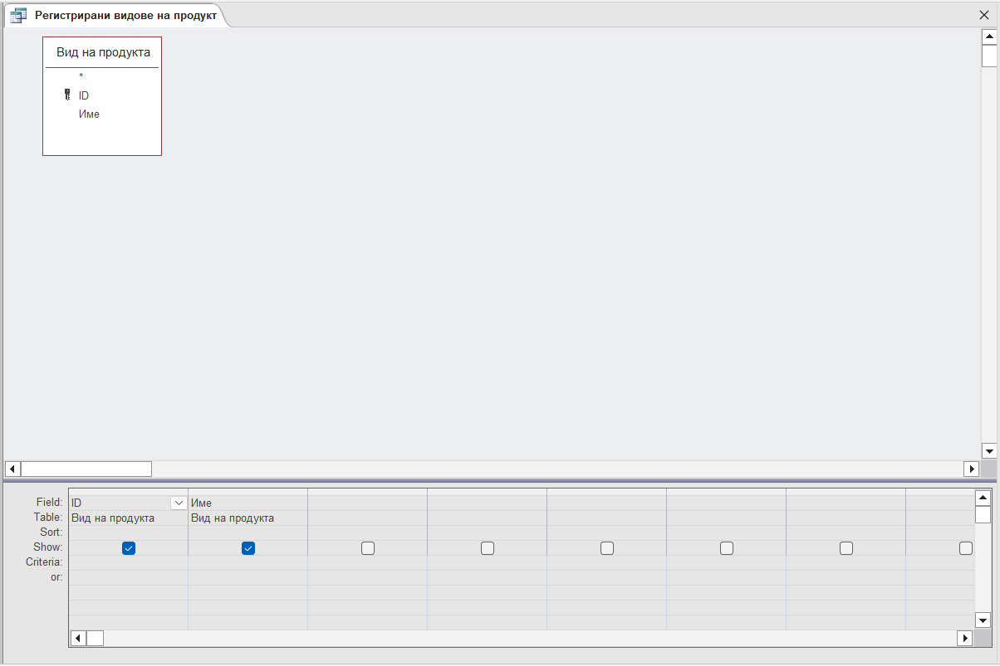 Регистрирани видове на продукт
Вид на продукта
*
ID
Име
Field: ID Име
Table: Вид на продукта Вид на продукта
Sort:
Show:
Criteria:
or: